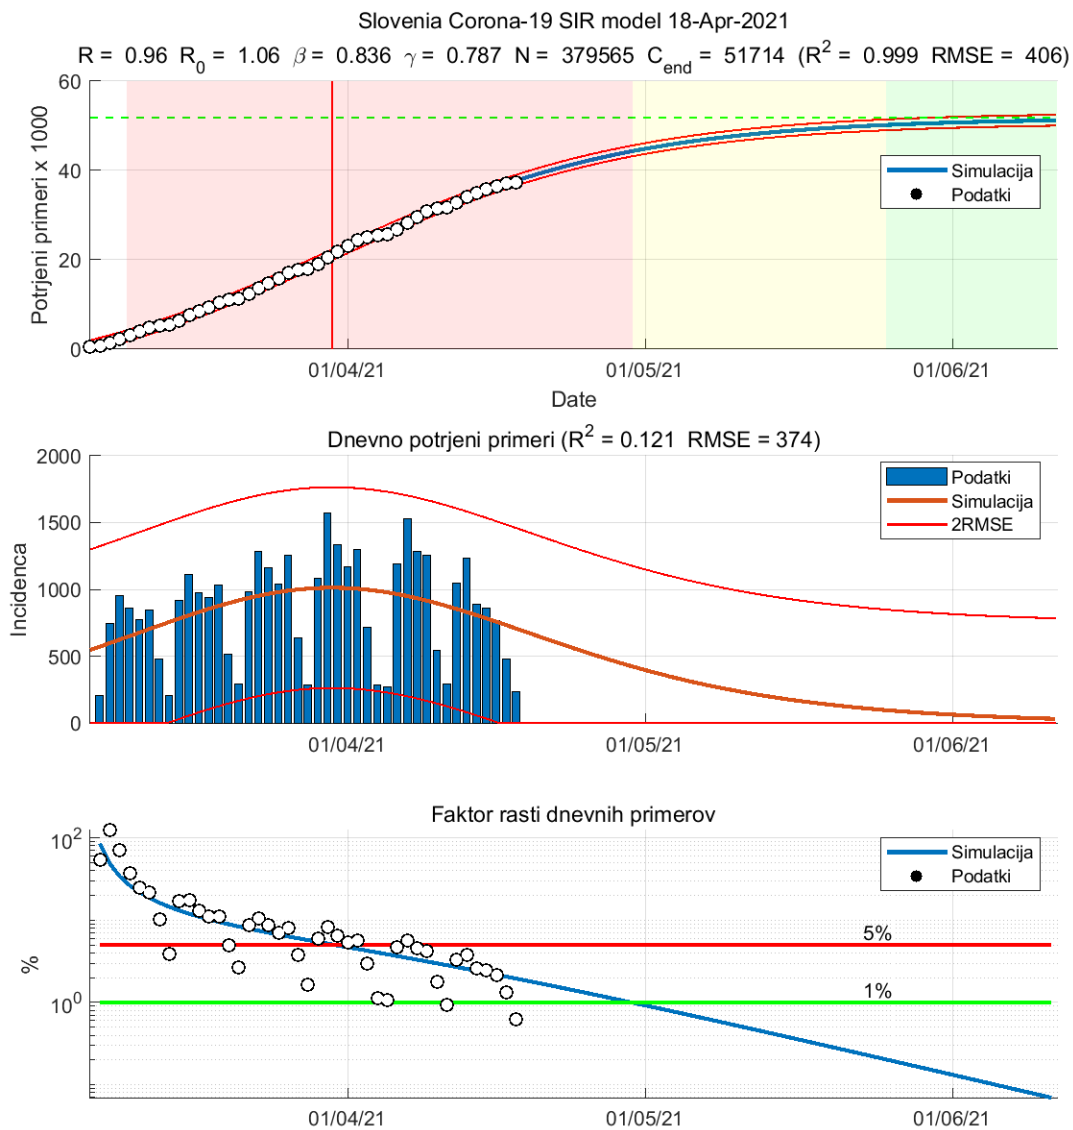 Slovenia Corona-19 SIR model 18-Apr-2021
R = 0.96 R0 = 1.06 β = 0.836 γ = 0.787 N = 379565 Cend = 51714 (R2 = 0.999 RMSE = 406)
Potrjeni primeri x 1000
60
40
20
0
Simulacija
Podatki
01/04/21
01/05/21
01/06/21
Date
Dnevno potrjeni primeri (R2 = 0.121 RMSE = 374)
Incidenca
2000
1500
1000
500
0
Podatki
Simulacija
2RMSE
01/04/21
01/05/21
01/06/21
Faktor rasti dnevnih primerov
%
102
100
Simulacija
Podatki
5%
1%
01/04/21
01/05/21
01/06/21